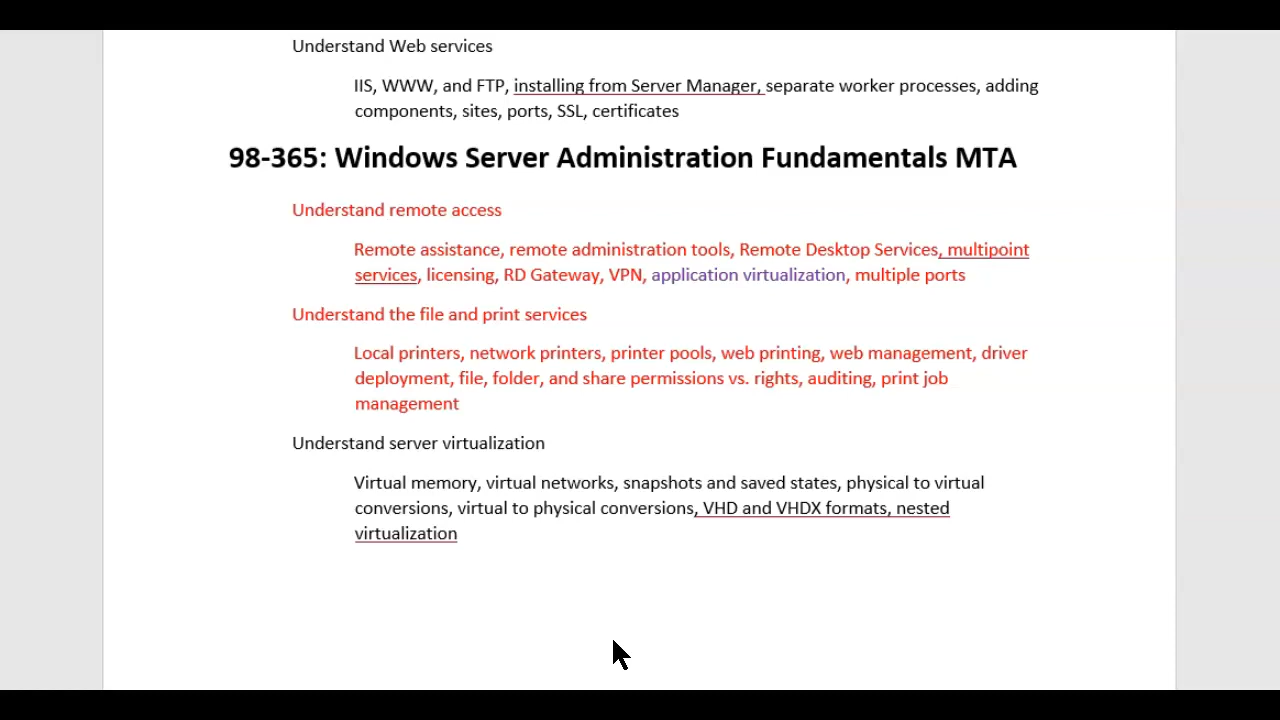 Understand Web services
IIS, WWW, and FTP, installing from Server Manager, separate worker processes, adding
components, sites, ports, SSL, certificates
98-365: Windows Server Administration Fundamentals MTA
Understand remote access
Remote assistance, remote administration tools, Remote Desktop Services, multipoint
services, licensing, RD Gateway, VPN, application virtualization, multiple ports
Understand the file and print services
Local printers, network printers, printer pools, web printing, web management, driver
deployment, file, folder, and share permissions vs. rights, auditing, print job
management
Understand server virtualization
Virtual memory, virtual networks, snapshots and saved states, physical to virtual
conversions, virtual to physical conversions, VHD and VHDX formats, nested
virtualization